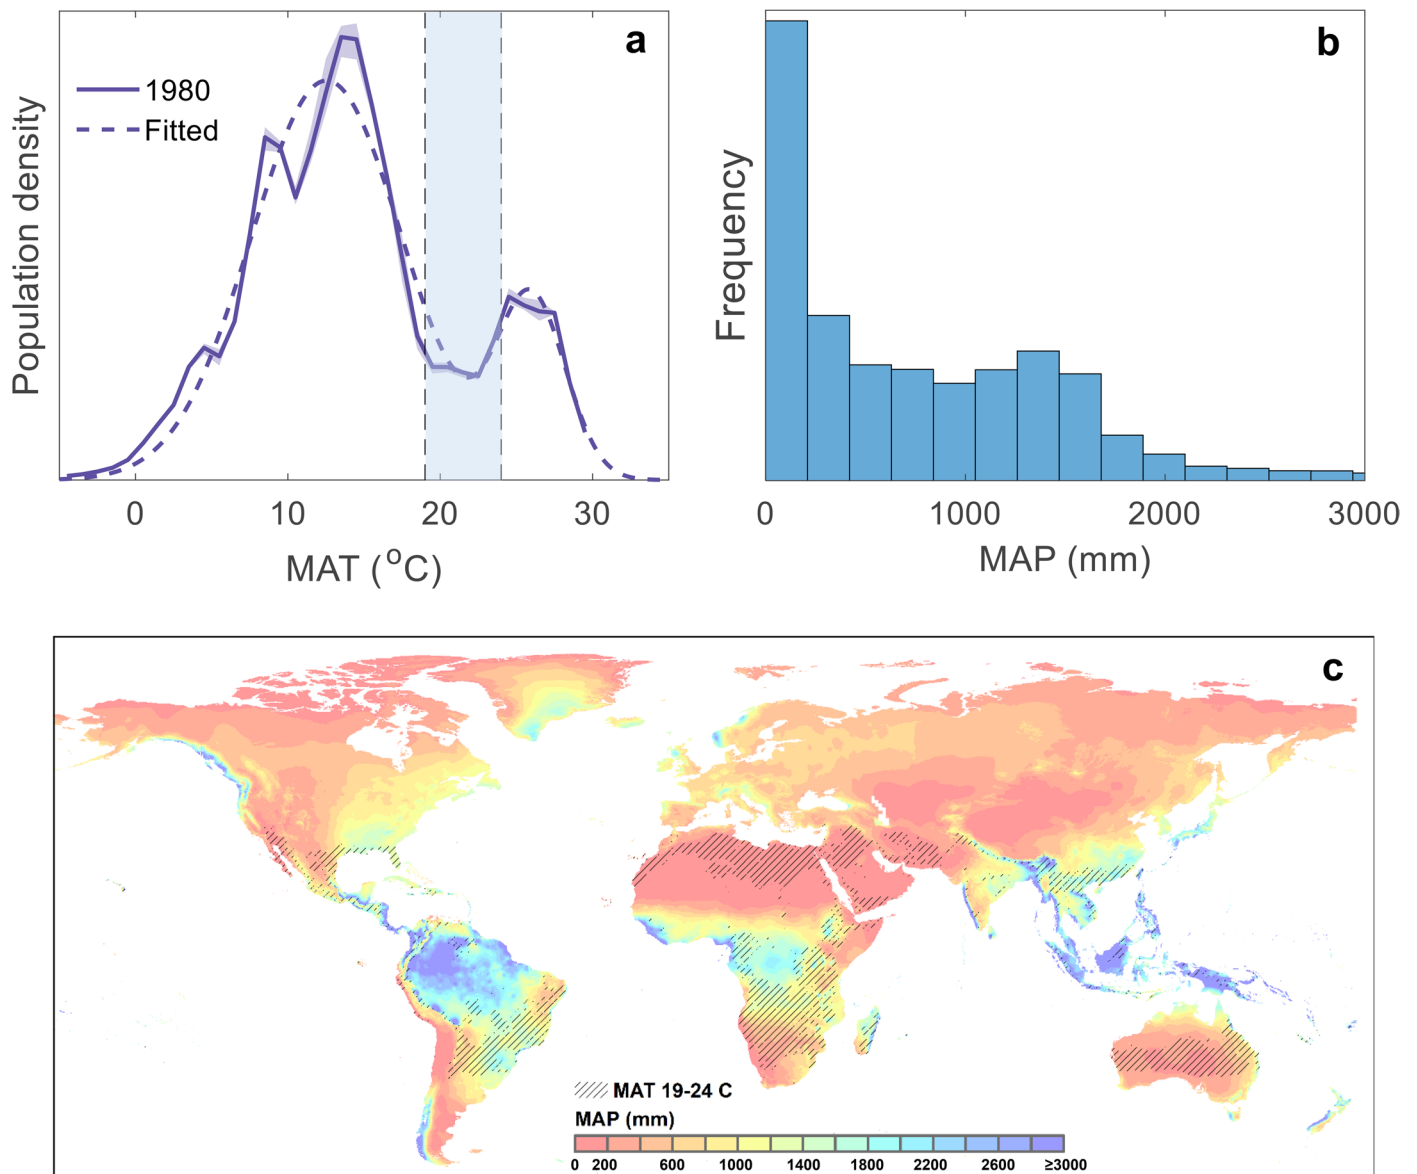 a
1980
Fitted
Population density
0 10 20 30
MAT (°C)
b
Frequency
0 1000 2000 3000
MAP (mm)
c
MAT 19-24 C
MAP (mm)
0 200 600 1000 1400 1800 2200 2600 ≥3000